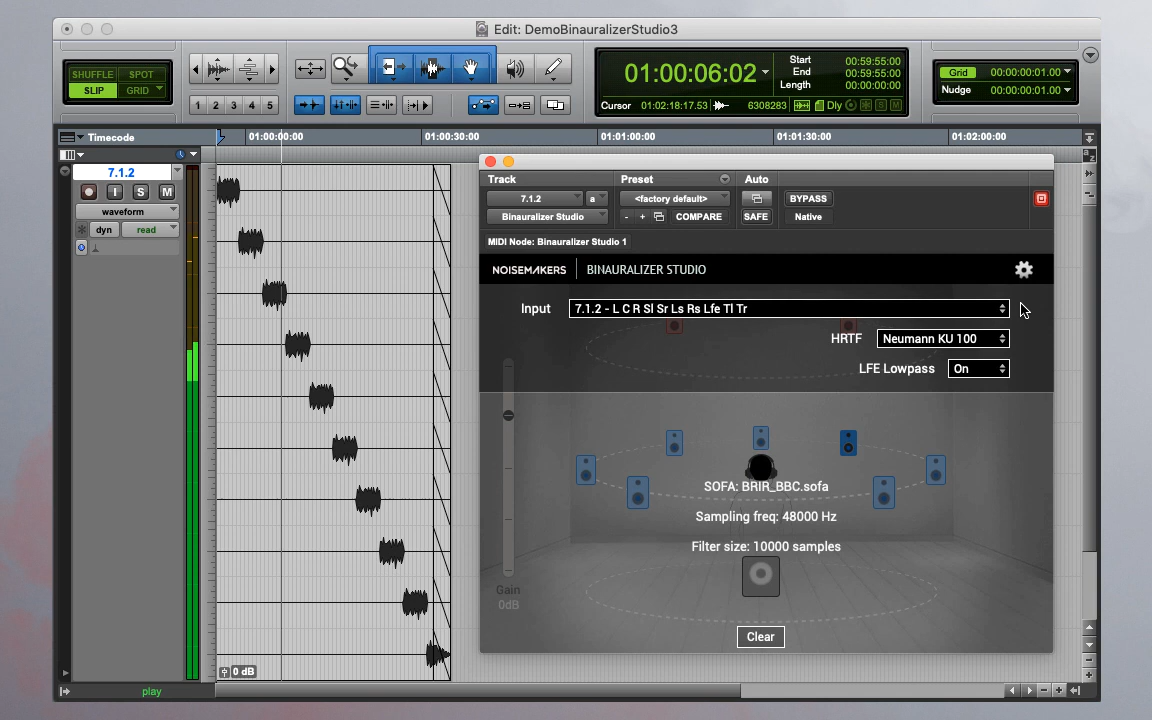 Edit: DemoBinauralizerStudio3
SHUFFLE SPOT
SLIP GRID
1 2 3 4 5
01:00:06:02
Start 00:59:55:00
End 00:59:55:00
Length 00:00:00:00
Cursor 01:02:18:17.53 6308283 Dly S M
Grid 00:00:00:01.00
Nudge 00:00:00:01.00
Timecode 01:00:00:00 01:00:30:00 01:01:00:00 01:01:30:00 01:02:00:00
a z
7.1.2
I S M
waveform
dyn read
0 dB
play
Track Preset Auto
7.1.2 a <factory default> BYPASS
Binauralizer Studio - + COMPARE SAFE Native
MIDI Node: Binauralizer Studio 1
NOISEMAKERS BINAURALIZER STUDIO
Input 7.1.2 - L C R Sl Sr Ls Rs Lfe Tl Tr
HRTF Neumann KU 100
LFE Lowpass On
SOFA: BRIR_BBC.sofa
Sampling freq: 48000 Hz
Filter size: 10000 samples
Gain
0dB
Clear